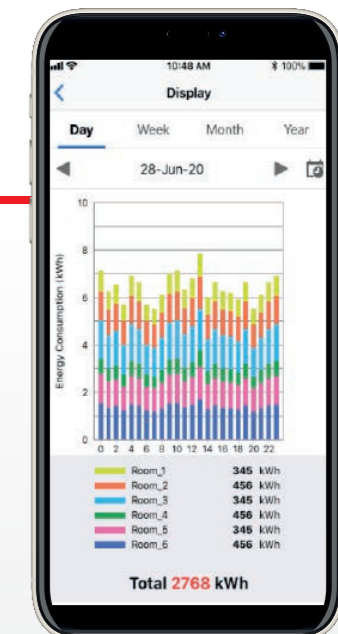 10:48 AM 100%
Display
Day Week Month Year
28-Jun-20
Energy Consumption (kWh)
10
8
6
4
2
0
0 2 4 6 8 10 12 14 16 18 20 22
Room_1 345 kWh
Room_2 456 kWh
Room_3 345 kWh
Room_4 456 kWh
Room_5 345 kWh
Room_6 456 kWh
Total 2768 kWh